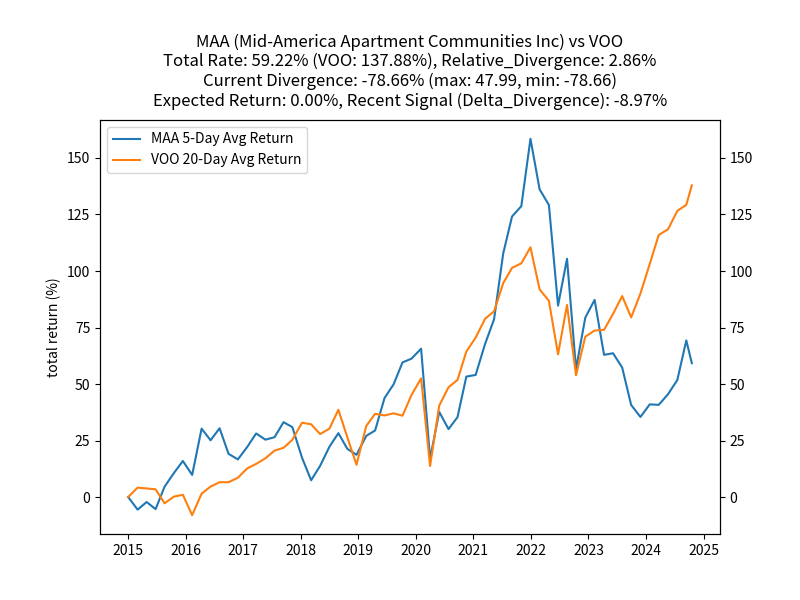 MAA (Mid-America Apartment Communities Inc) vs VOO
Total Rate: 59.22% (VOO: 137.88%), Relative_Divergence: 2.86%
Current Divergence: -78.66% (max: 47.99, min: -78.66)
Expected Return: 0.00%, Recent Signal (Delta_Divergence): -8.97%
MAA 5-Day Avg Return
VOO 20-Day Avg Return
total return (%)
150 150
125 125
100 100
75 75
50 50
25 25
0 0
2015 2016 2017 2018 2019 2020 2021 2022 2023 2024 2025